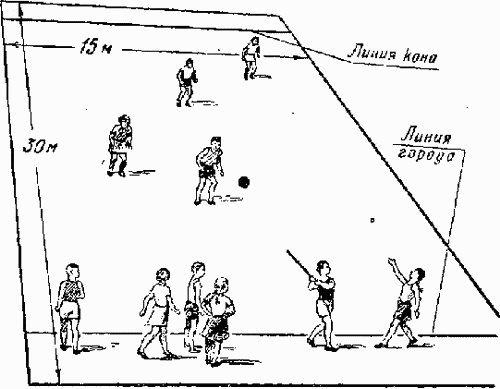 15 м
Линия кона
30 м
Линия
города